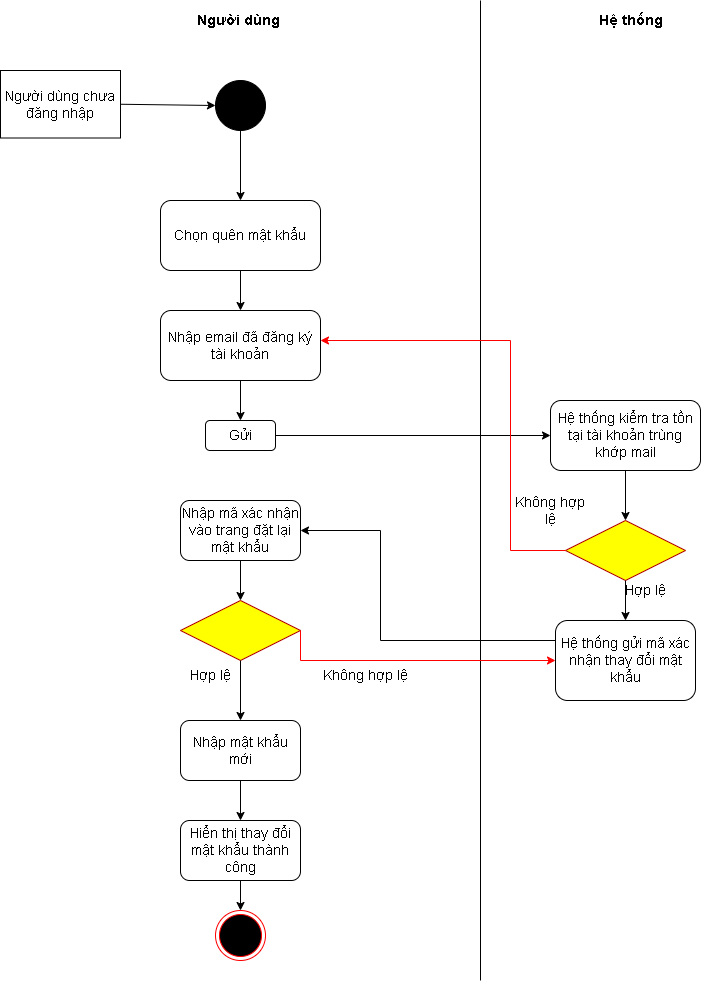 Người dùng
Hệ thống
Người dùng chưa
đăng nhập
Chọn quên mật khẩu
Nhập email đã đăng ký
tài khoản
Gửi
Hệ thống kiểm tra tồn
tại tài khoản trùng
khớp mail
Không hợp
lệ
Nhập mã xác nhận
vào trang đặt lại
mật khẩu
Hợp lệ
Hệ thống gửi mã xác
nhận thay đổi mật
khẩu
Hợp lệ
Không hợp lệ
Nhập mật khẩu
mới
Hiển thị thay đổi
mật khẩu thành
công